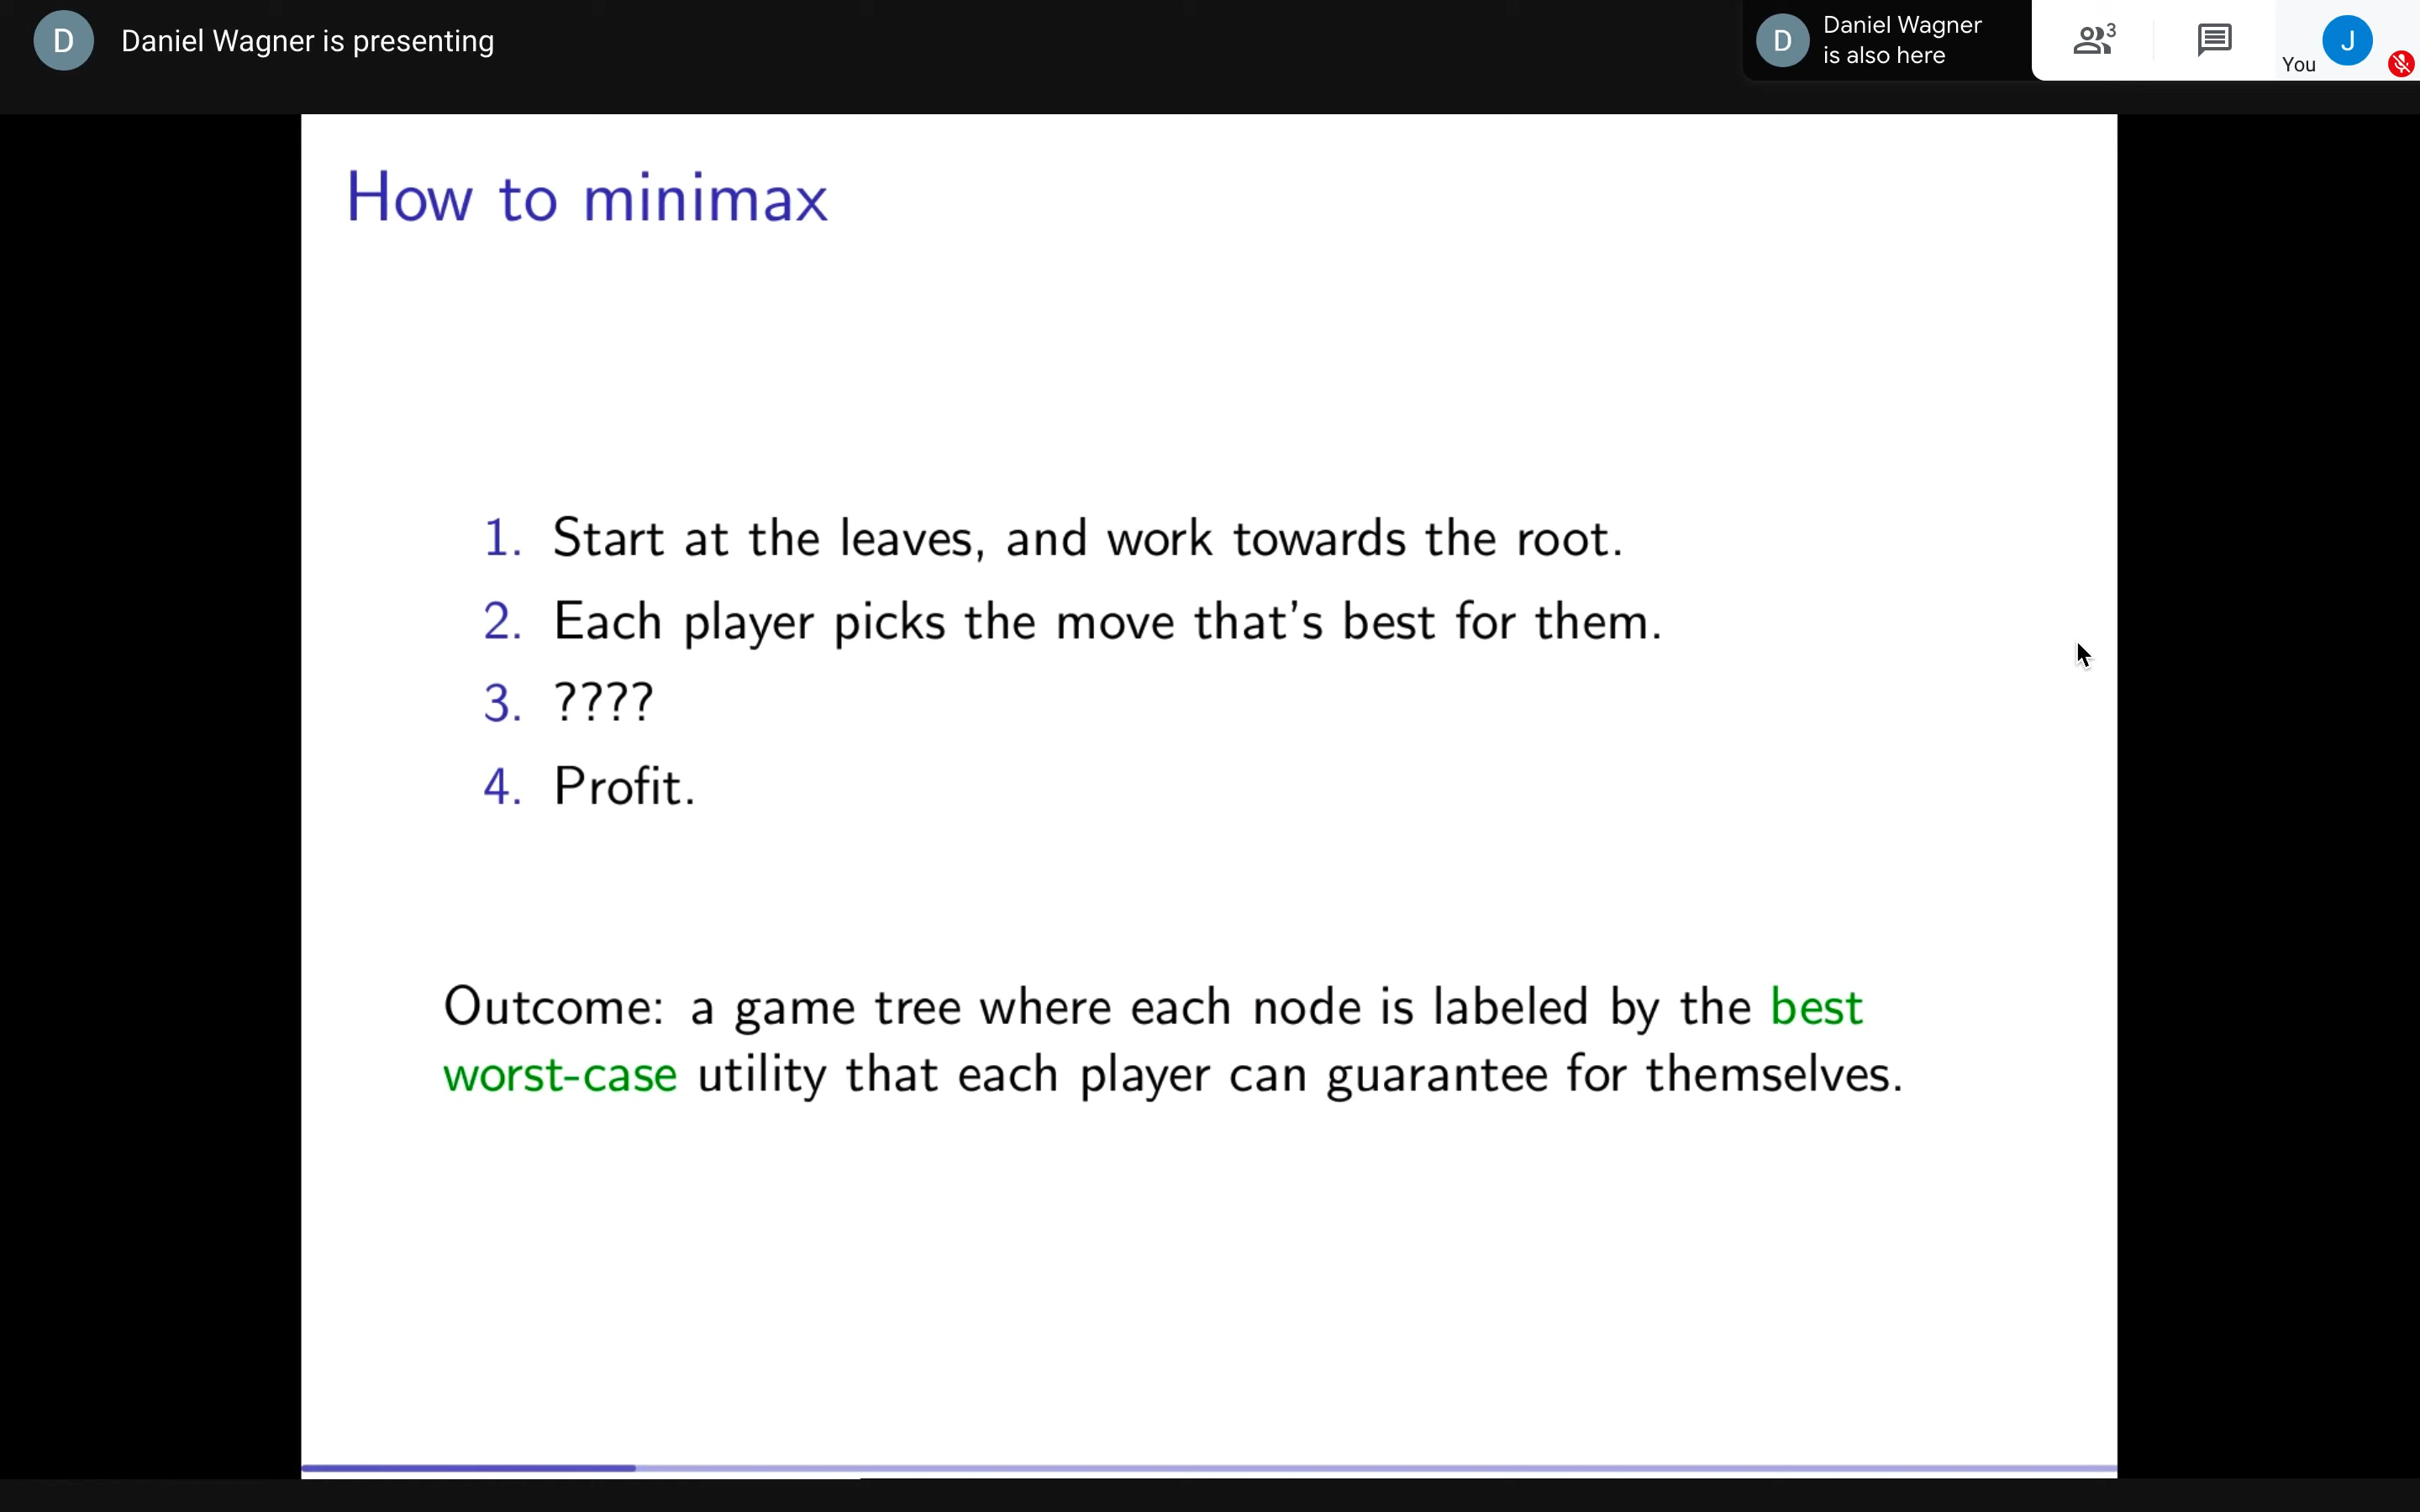 D
Daniel Wagner is presenting
D
Daniel Wagner
is also here
3
You
J
How to minimax
1. Start at the leaves, and work towards the root.
2. Each player picks the move that's best for them.
3. ????
4. Profit.
Outcome: a game tree where each node is labeled by the best
worst-case utility that each player can guarantee for themselves.